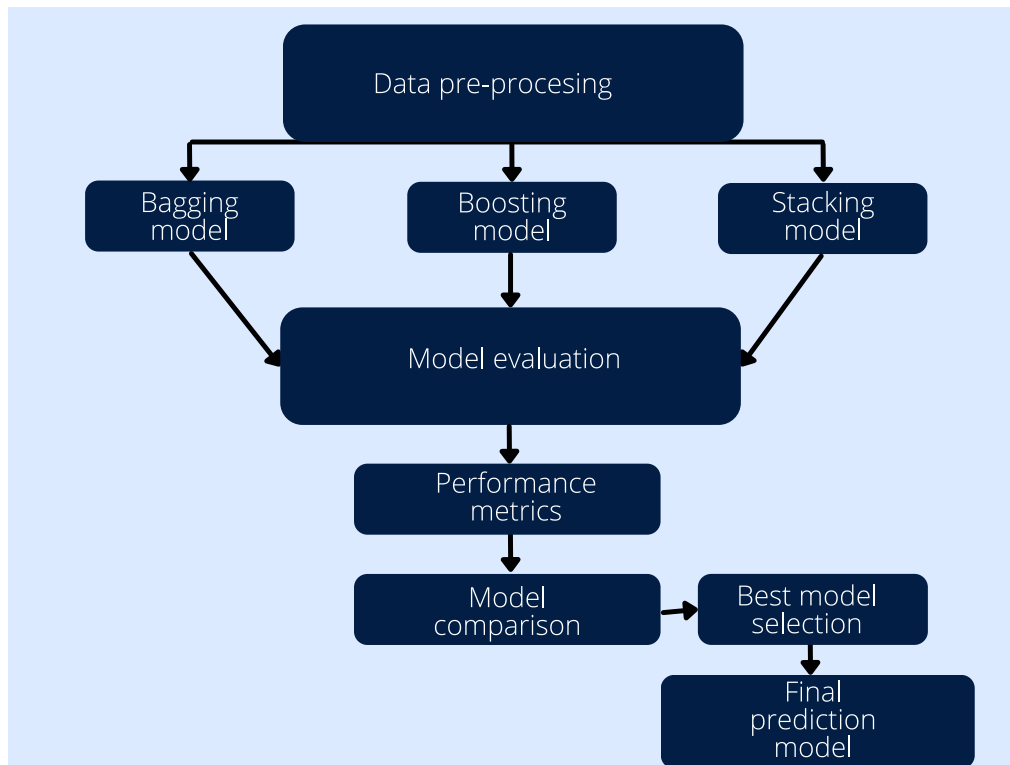 Data pre-procesing
Bagging
model
Boosting
model
Stacking
model
Model evaluation
Performance
metrics
Model
comparison
Best model
selection
Final
prediction
model